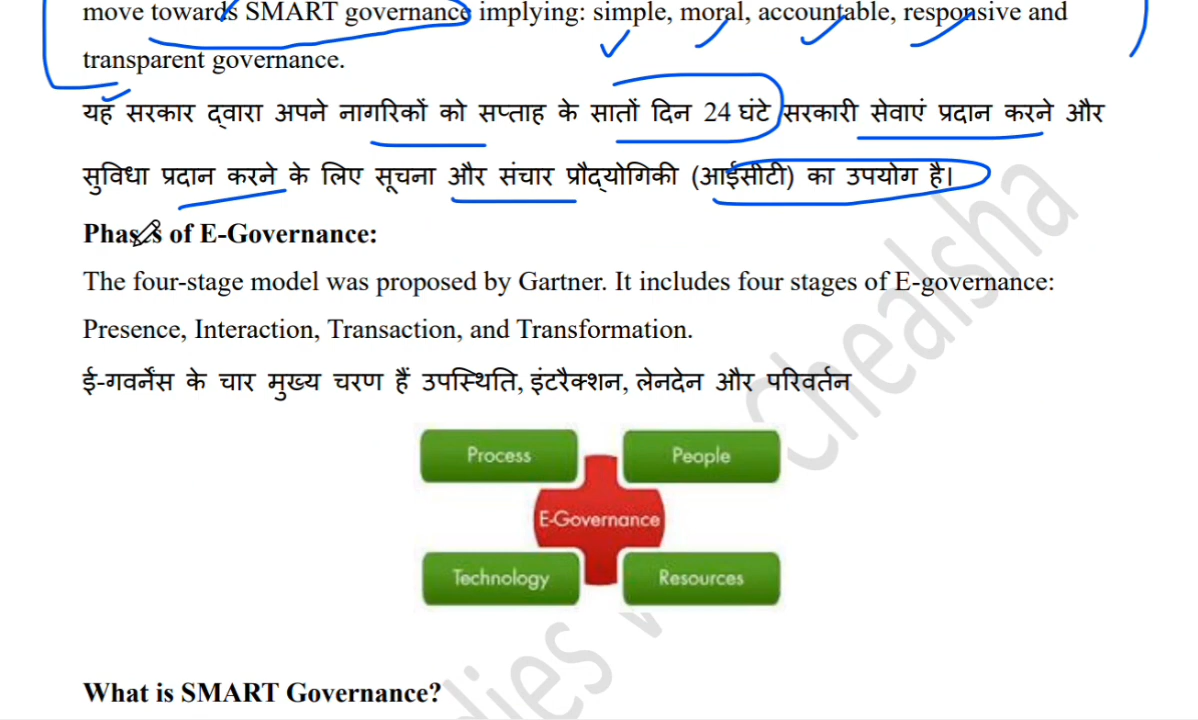 move towards SMART governance implying: simple, moral, accountable, responsive and
transparent governance.
यह सरकार द्वारा अपने नागरिकों को सप्ताह के सातों दिन 24 घंटे सरकारी सेवाएं प्रदान करने और
सुविधा प्रदान करने के लिए सूचना और संचार प्रौद्योगिकी (आईसीटी) का उपयोग है।
Phases of E-Governance:
The four-stage model was proposed by Gartner. It includes four stages of E-governance:
Presence, Interaction, Transaction, and Transformation.
ई-गवर्नेंस के चार मुख्य चरण हैं उपस्थिति, इंटरैक्शन, लेनदेन और परिवर्तन
Process
People
E-Governance
Technology
Resources
What is SMART Governance?